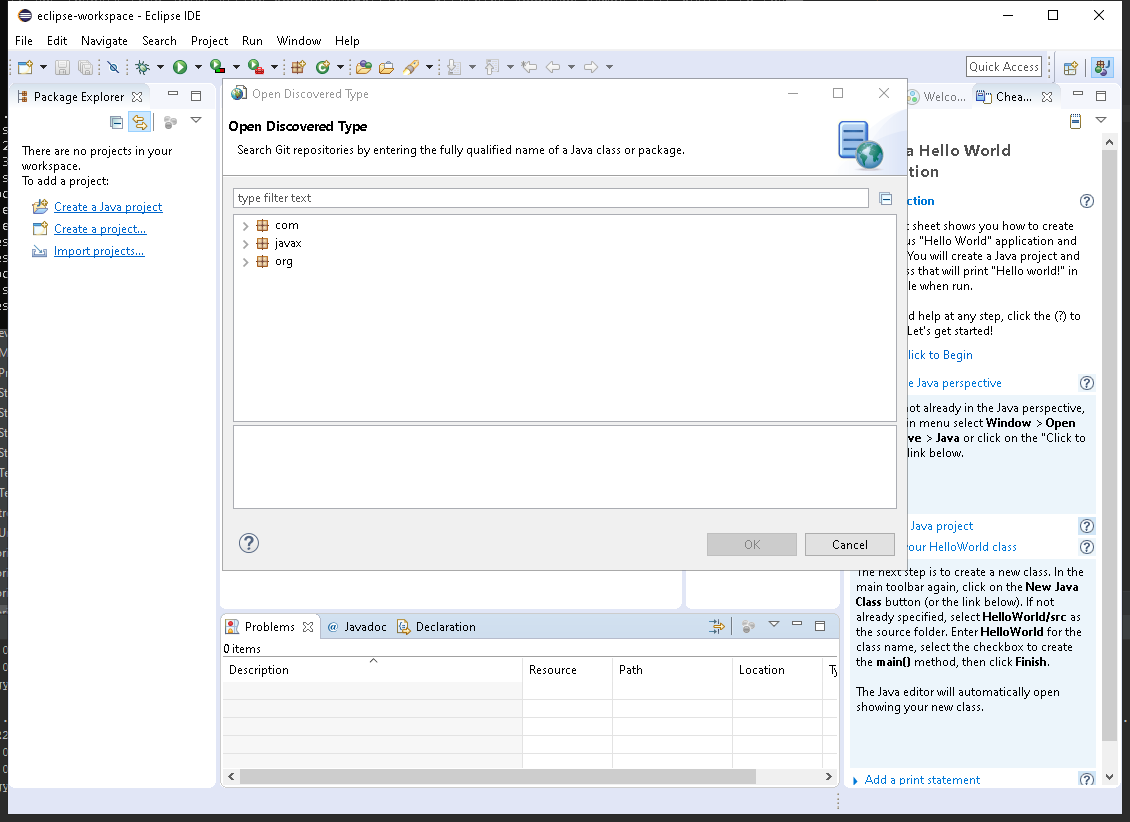 eclipse-workspace - Eclipse IDE
File Edit Navigate Search Project Run Window Help
Quick Access
Package Explorer
There are no projects in your
workspace.
To add a project:
Create a Java project
Create a project...
Import projects...
Open Discovered Type
Open Discovered Type
Search Git repositories by entering the fully qualified name of a Java class or package.
type filter text
com
javax
org
OK Cancel
Welco... Chea...
a Hello World
tion
ction
t sheet shows you how to create
us "Hello World" application and
You will create a Java project and
ss that will print "Hello world!" in
le when run.
d help at any step, click the (?) to
Let's get started!
lick to Begin
e Java perspective
not already in the Java perspective,
in menu select Window > Open
ve > Java or click on the "Click to
link below.
Java project
our HelloWorld class
The next step is to create a new class. In the
main toolbar again, click on the New Java
Class button (or the link below). If not
already specified, select HelloWorld/src as
the source folder. Enter HelloWorld for the
class name, select the checkbox to create
the main() method, then click Finish.
The Java editor will automatically open
showing your new class.
Add a print statement
Problems @ Javadoc Declaration
0 items
Description Resource Path Location Ty